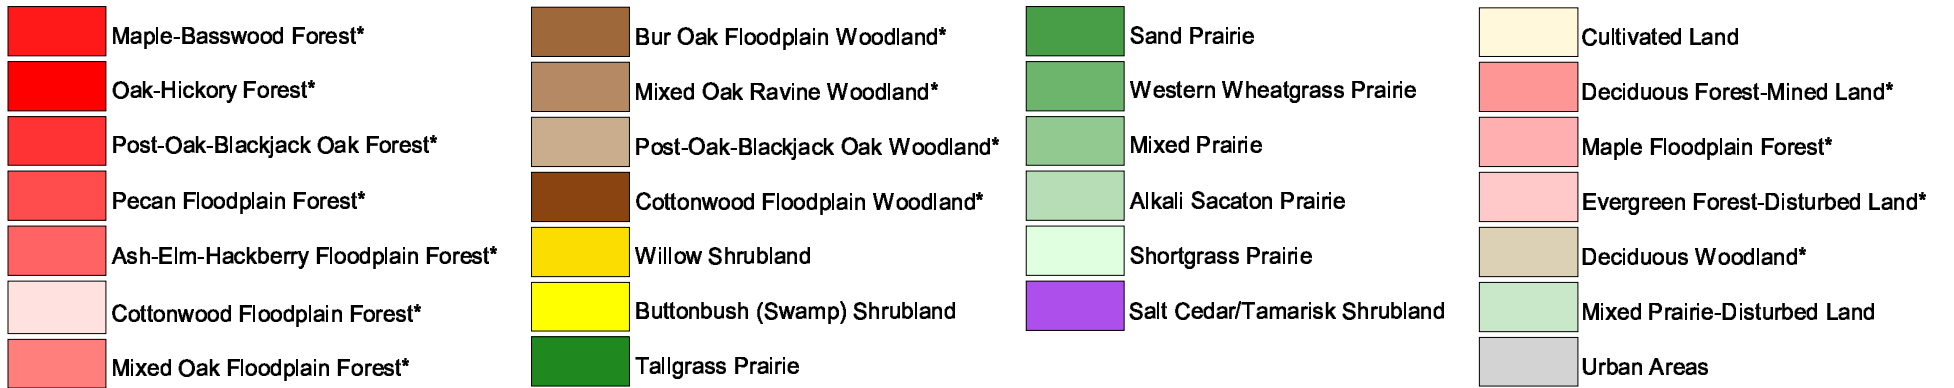 Maple-Basswood Forest*
Oak-Hickory Forest*
Post-Oak-Blackjack Oak Forest*
Pecan Floodplain Forest*
Ash-Elm-Hackberry Floodplain Forest*
Cottonwood Floodplain Forest*
Mixed Oak Floodplain Forest*
Bur Oak Floodplain Woodland*
Mixed Oak Ravine Woodland*
Post-Oak-Blackjack Oak Woodland*
Cottonwood Floodplain Woodland*
Willow Shrubland
Buttonbush (Swamp) Shrubland
Tallgrass Prairie
Sand Prairie
Western Wheatgrass Prairie
Mixed Prairie
Alkali Sacaton Prairie
Shortgrass Prairie
Salt Cedar/Tamarisk Shrubland
Cultivated Land
Deciduous Forest-Mined Land*
Maple Floodplain Forest*
Evergreen Forest-Disturbed Land*
Deciduous Woodland*
Mixed Prairie-Disturbed Land
Urban Areas